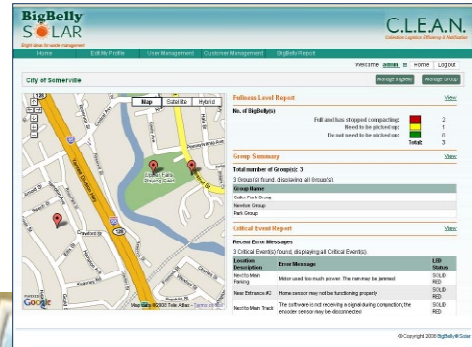 BigBelly
SOLAR
Bright ideas for waste management
C.L.E.A.N.
Collection Logistics Efficiency & Notification
Home Edit My Profile User Management Customer Management BigBelly Report
Welcome admin Home Logout
City of Somerville
Manage BigBelly Manage Group
Map Satellite Hybrid
128
Google
Fullness Level Report View
No. of BigBelly(s)
Full and has stopped compacting: 2
Need to be picked up: 1
Do not need to be picked up: 0
Total: 3
Group Summary View
Total number of Group(s): 3
3 Group(s) found, displaying all Group(s).
Group Name
Newton Group
Park Group
Critical Event Report View
Recent Error Messages
3 Critical Event(s) found, displaying all Critical Event(s).
Location Description Error Message LED Status
Next to Main Parking Motor used too much power. The ram may be jammed SOLID RED
Near Entrance #2 Home sensor may not be functioning properly SOLID RED
Next to Main Track The software is not receiving a signal during compaction; the encoder sensor may be disconnected SOLID RED
© Copyright 2008 BigBelly® Solar